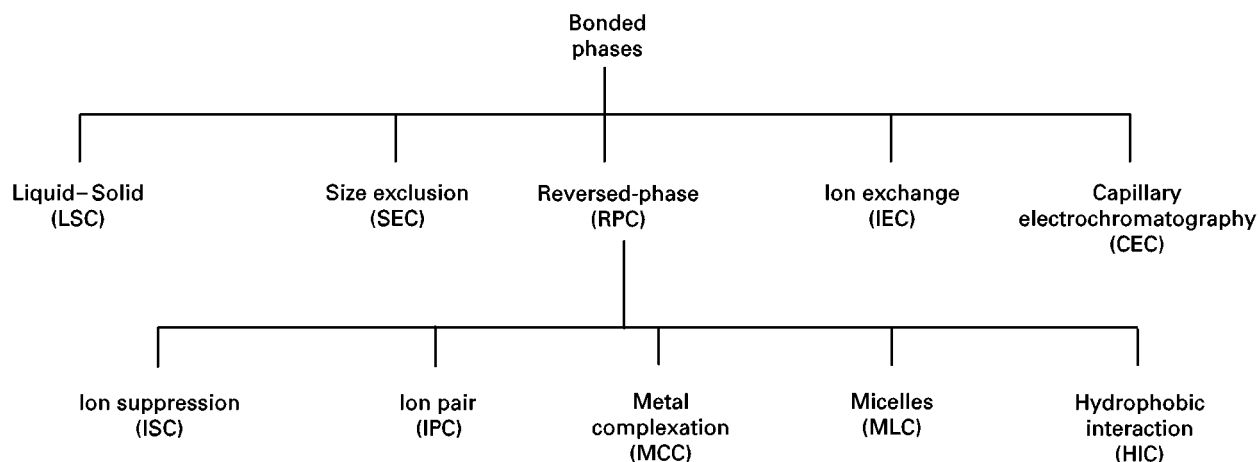 Bonded
phases
Liquid–Solid
(LSC)
Size exclusion
(SEC)
Reversed-phase
(RPC)
Ion exchange
(IEC)
Capillary
electrochromatography
(CEC)
Ion suppression
(ISC)
Ion pair
(IPC)
Metal
complexation
(MCC)
Micelles
(MLC)
Hydrophobic
interaction
(HIC)